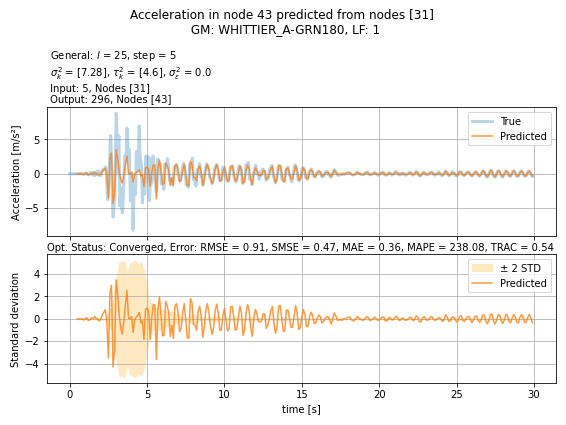 Acceleration in node 43 predicted from nodes [31]
GM: WHITTIER_A-GRN180, LF: 1
General: l = 25, step = 5
σ²ₖ = [7.28], τ²ₖ = [4.6], σ²ε = 0.0
Input: 5, Nodes [31]
Output: 296, Nodes [43]
Acceleration [m/s²]
5
0
−5
True
Predicted
Opt. Status: Converged, Error: RMSE = 0.91, SMSE = 0.47, MAE = 0.36, MAPE = 238.08, TRAC = 0.54
Standard deviation
4
2
0
−2
−4
± 2 STD
Predicted
0 5 10 15 20 25 30
time [s]